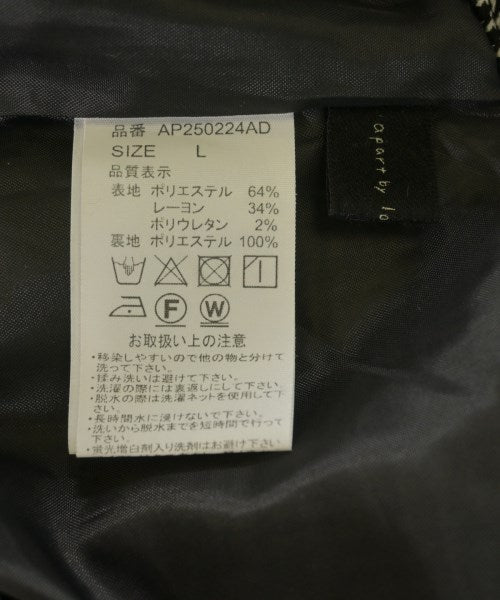 品番 AP250224AD
SIZE L
品質表示
表地 ポリエステル 64%
レーヨン 34%
ポリウレタン 2%
裏地 ポリエステル 100%
F W
お取扱い上の注意
・移染しやすいので他の物と分けて
洗って下さい。
・揉み洗いは避けて下さい。
・洗濯の際には裏返しにして下さい。
・脱水の際は洗濯ネットを使用して下
さい。
・長時間水に浸けないで下さい。
・洗いから脱水までを短時間で行って
下さい。
・蛍光増白剤入り洗剤はお避け下さい。
apart by lo